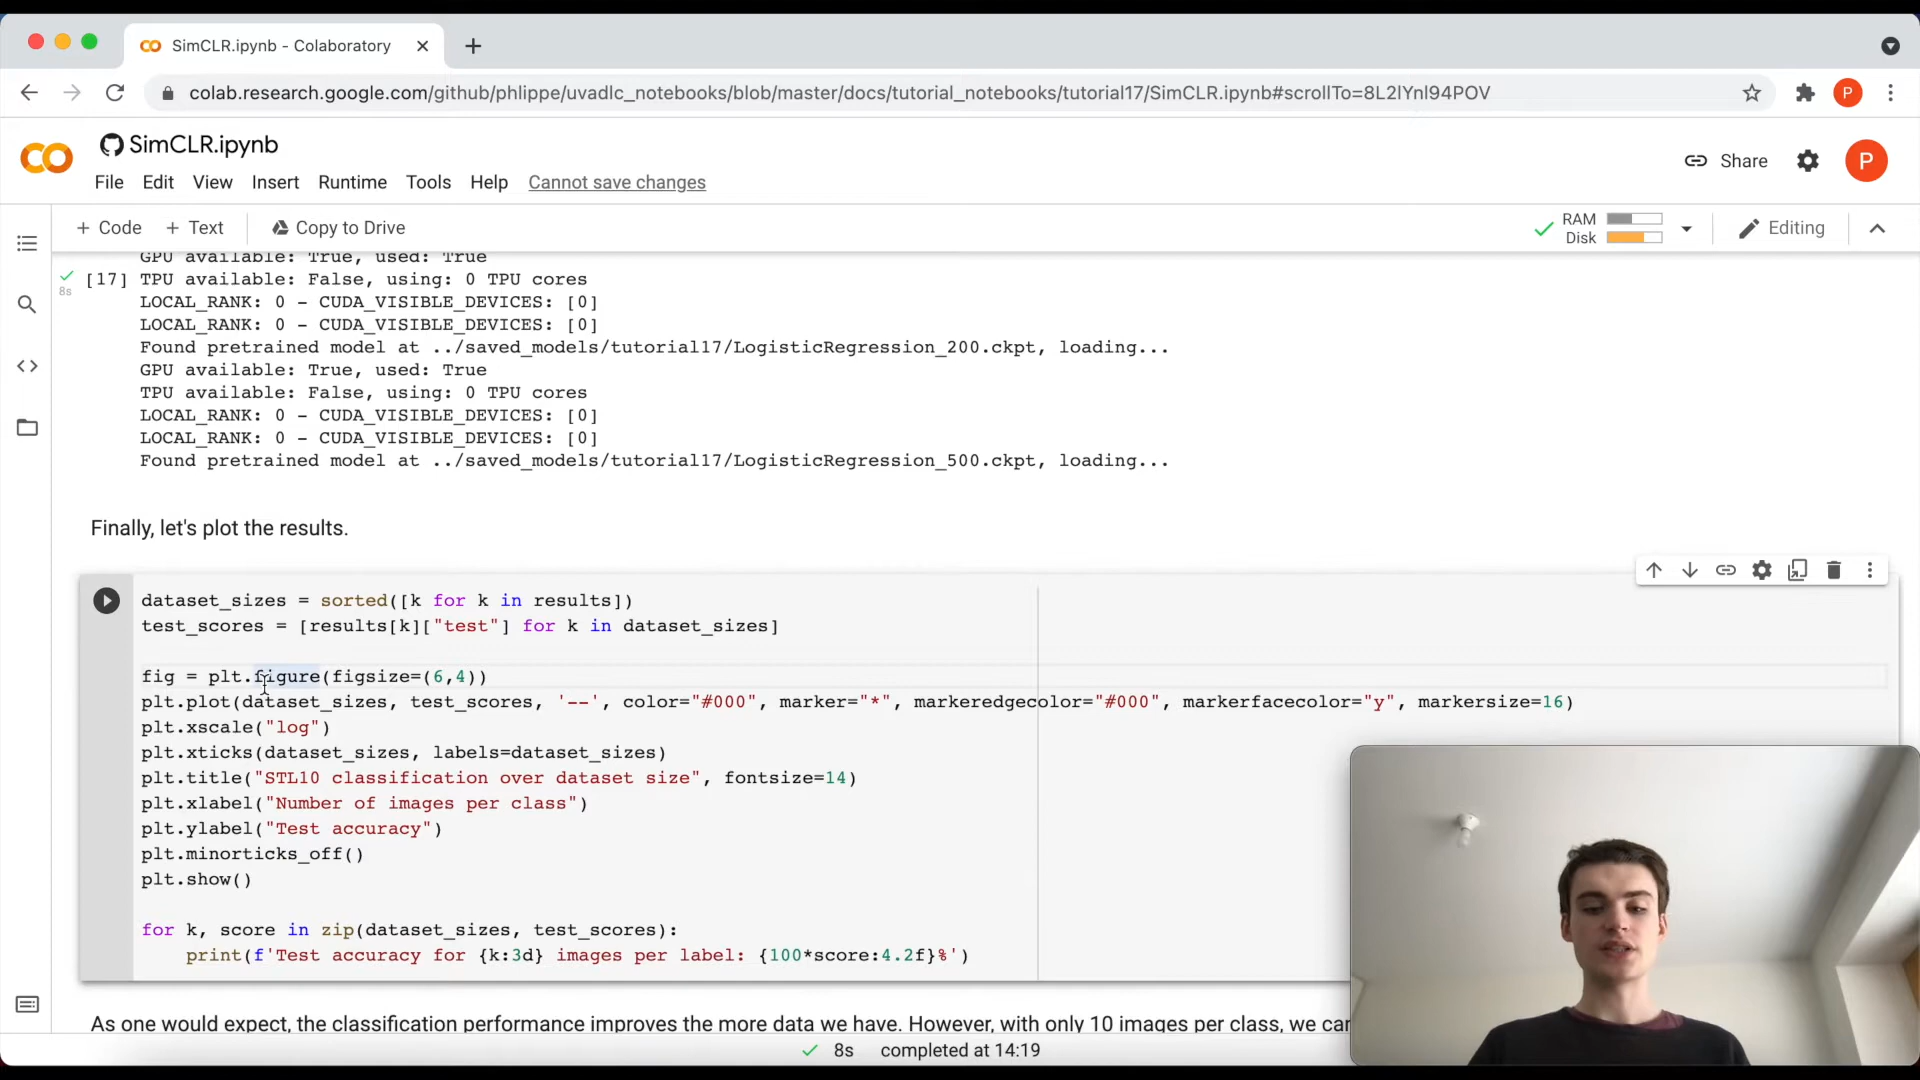 SimCLR.ipynb - Colaboratory
colab.research.google.com/github/phlippe/uvadlc_notebooks/blob/master/docs/tutorial_notebooks/tutorial17/SimCLR.ipynb#scrollTo=8L2lYnl94POV
P
SimCLR.ipynb
Share
P
File Edit View Insert Runtime Tools Help Cannot save changes
+ Code + Text Copy to Drive
RAM
Disk
Editing
GPU available: True, used: True
[17] TPU available: False, using: 0 TPU cores
8s
LOCAL_RANK: 0 - CUDA_VISIBLE_DEVICES: [0]
LOCAL_RANK: 0 - CUDA_VISIBLE_DEVICES: [0]
Found pretrained model at ../saved_models/tutorial17/LogisticRegression_200.ckpt, loading...
GPU available: True, used: True
TPU available: False, using: 0 TPU cores
LOCAL_RANK: 0 - CUDA_VISIBLE_DEVICES: [0]
LOCAL_RANK: 0 - CUDA_VISIBLE_DEVICES: [0]
Found pretrained model at ../saved_models/tutorial17/LogisticRegression_500.ckpt, loading...
Finally, let's plot the results.
dataset_sizes = sorted([k for k in results])
test_scores = [results[k]["test"] for k in dataset_sizes]
fig = plt.figure(figsize=(6,4))
plt.plot(dataset_sizes, test_scores, '--', color="#000", marker="*", markeredgecolor="#000", markerfacecolor="y", markersize=16)
plt.xscale("log")
plt.xticks(dataset_sizes, labels=dataset_sizes)
plt.title("STL10 classification over dataset size", fontsize=14)
plt.xlabel("Number of images per class")
plt.ylabel("Test accuracy")
plt.minorticks_off()
plt.show()
for k, score in zip(dataset_sizes, test_scores):
print(f'Test accuracy for {k:3d} images per label: {100*score:4.2f}%')
As one would expect, the classification performance improves the more data we have. However, with only 10 images per class, we ca
8s completed at 14:19